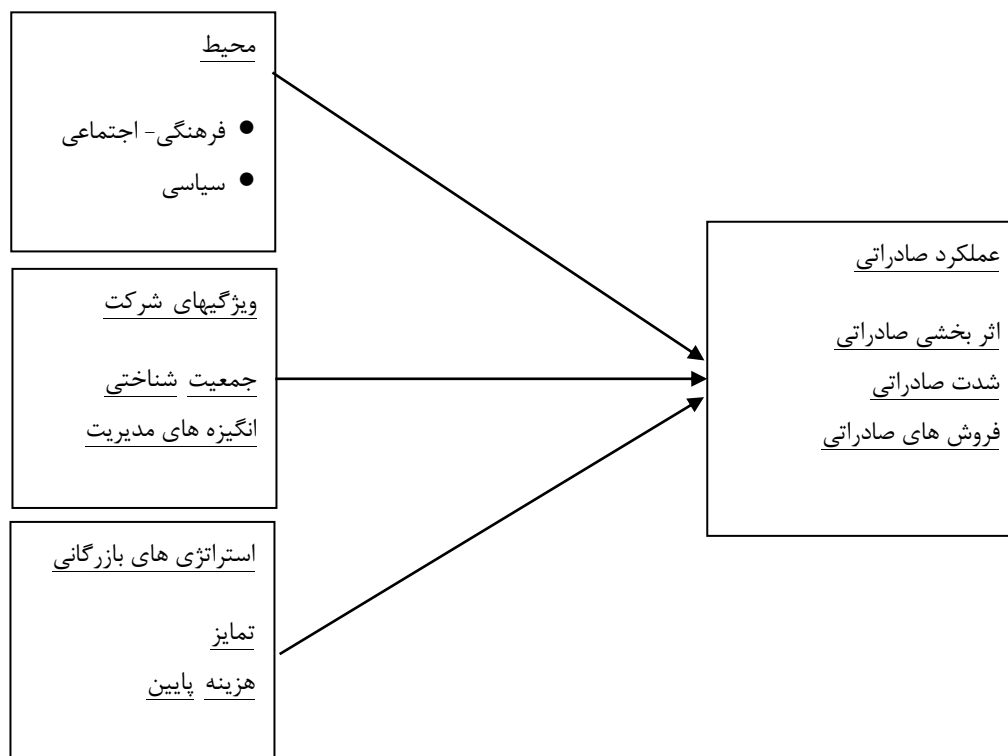 محیط
● فرهنگی- اجتماعی
● سیاسی
ویژگیهای شرکت
جمعیت شناختی
انگیزه های مدیریت
استراتژی های بازرگانی
تمایز
هزینه پایین
عملکرد صادراتی
اثر بخشی صادراتی
شدت صادراتی
فروش های صادراتی